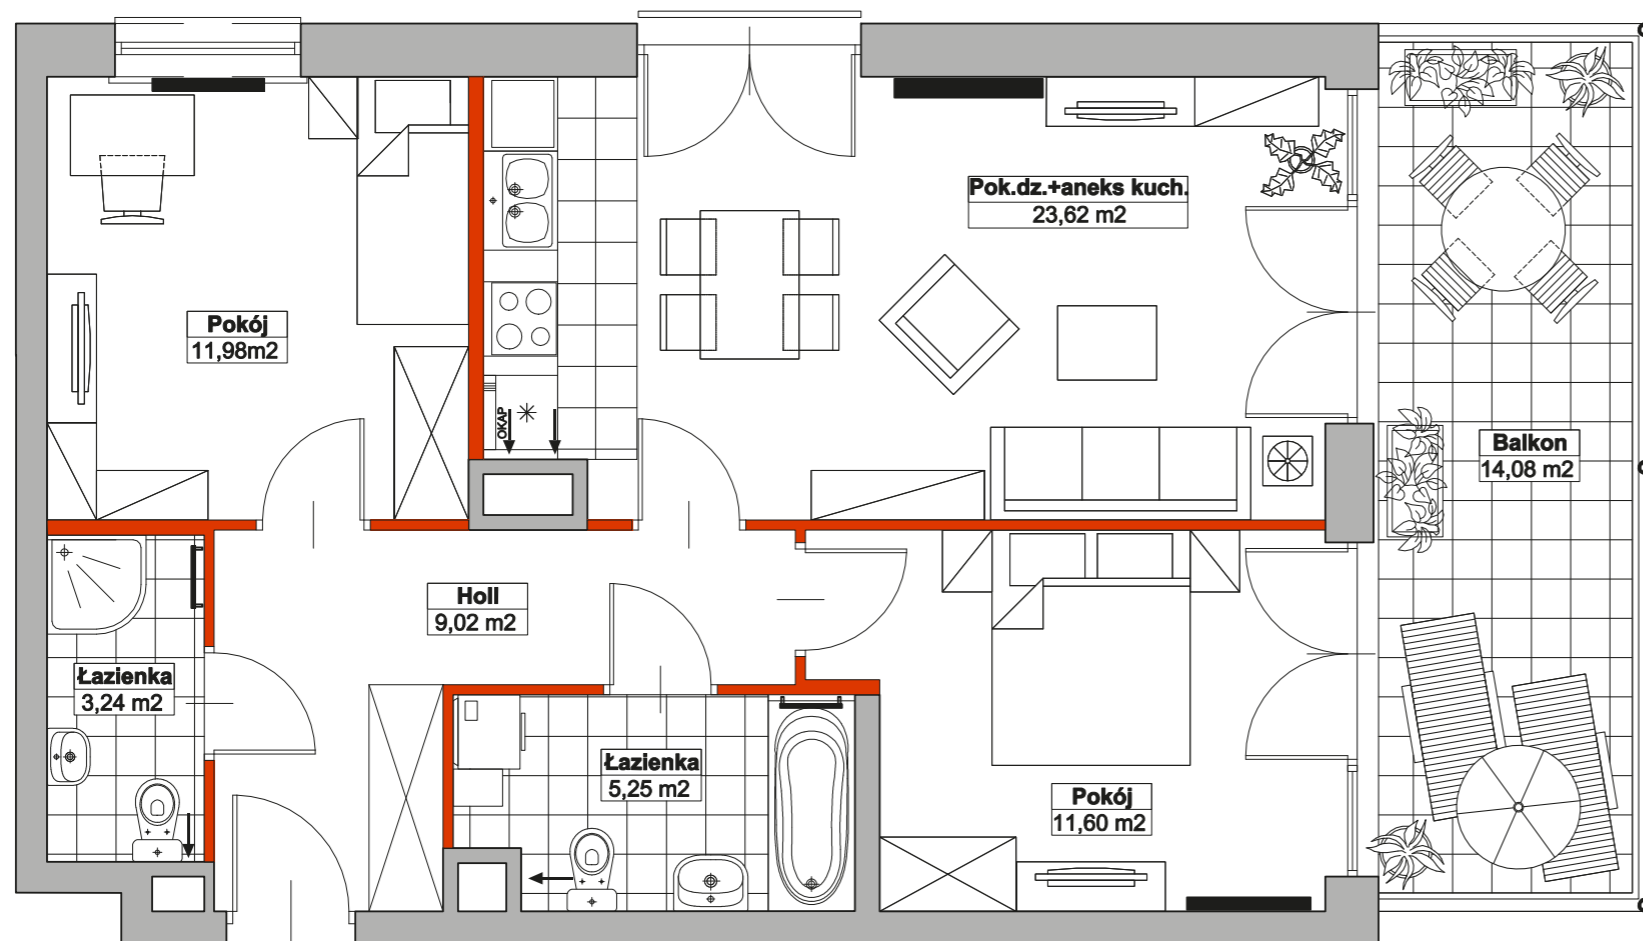 Pok.dz.+aneks kuch.
23,62 m2
Pokój
11,98m2
OKAP
Balkon
14,08 m2
Holl
9,02 m2
Łazienka
3,24 m2
Łazienka
5,25 m2
Pokój
11,60 m2